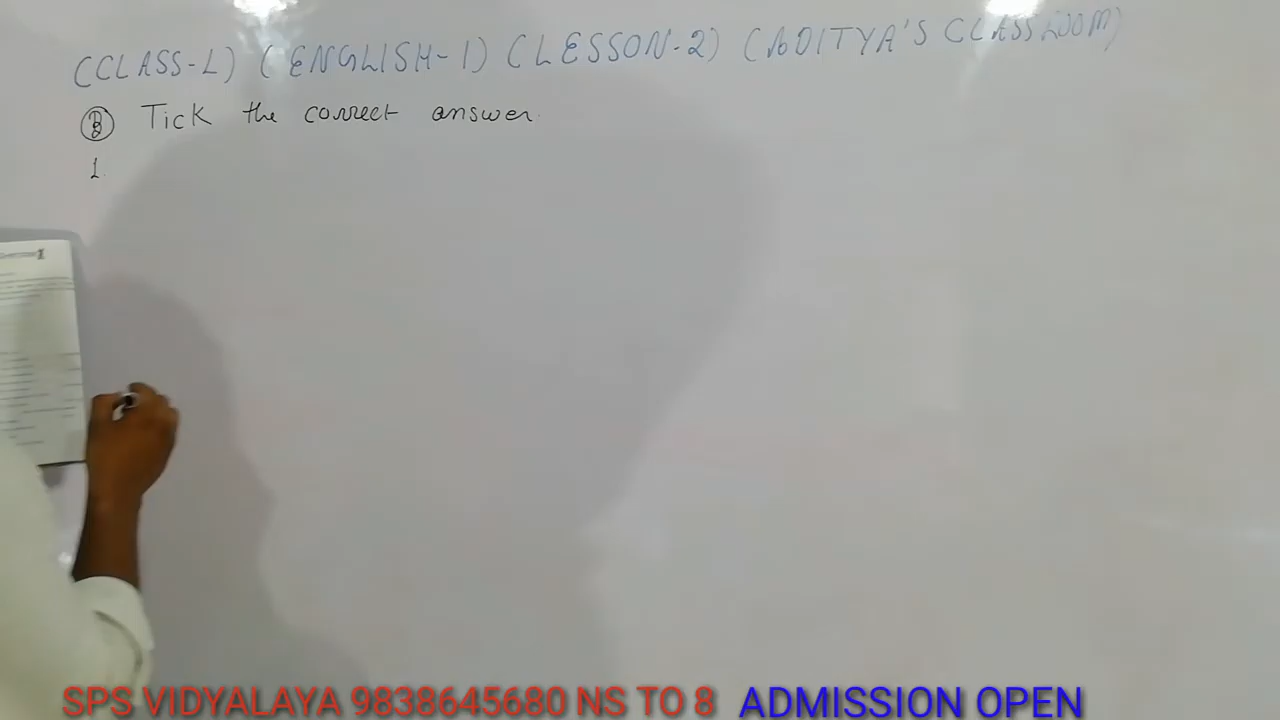 (CLASS-1) (ENGLISH-1) (LESSON-2) (ADITYA'S CLASSROOM)
B Tick the correct answer.
1.
SPS VIDYALAYA 9838645680 NS TO 8 ADMISSION OPEN